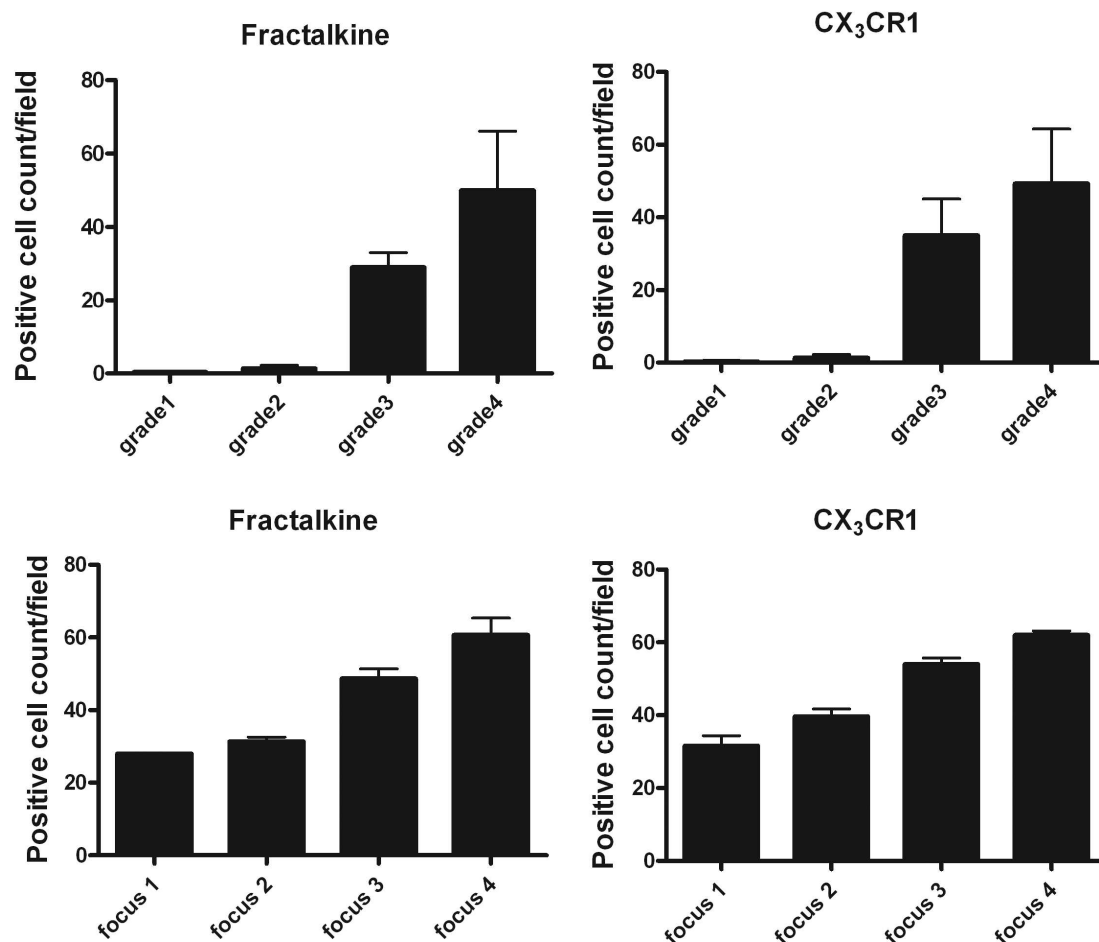 Fractalkine
Positive cell count/field
80
60
40
20
0
grade1
grade2
grade3
grade4
CX₃CR1
Positive cell count/field
80
60
40
20
0
grade1
grade2
grade3
grade4
Fractalkine
Positive cell count/field
80
60
40
20
0
focus 1
focus 2
focus 3
focus 4
CX₃CR1
Positive cell count/field
80
60
40
20
0
focus 1
focus 2
focus 3
focus 4